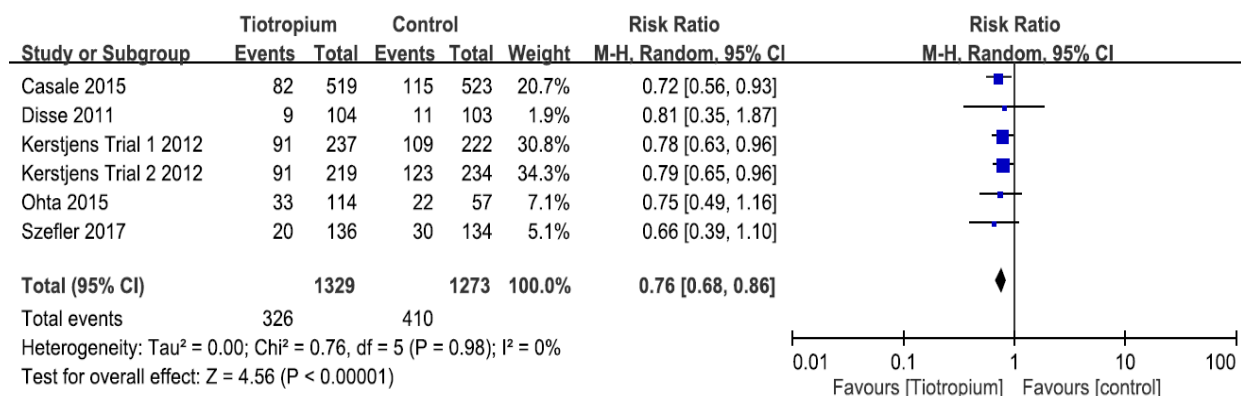 Tiotropium Control Risk Ratio Risk Ratio
Study or Subgroup Events Total Events Total Weight M-H, Random, 95% CI M-H, Random, 95% CI
Casale 2015 82 519 115 523 20.7% 0.72 [0.56, 0.93]
Disse 2011 9 104 11 103 1.9% 0.81 [0.35, 1.87]
Kerstjens Trial 1 2012 91 237 109 222 30.8% 0.78 [0.63, 0.96]
Kerstjens Trial 2 2012 91 219 123 234 34.3% 0.79 [0.65, 0.96]
Ohta 2015 33 114 22 57 7.1% 0.75 [0.49, 1.16]
Szefler 2017 20 136 30 134 5.1% 0.66 [0.39, 1.10]
Total (95% CI) 1329 1273 100.0% 0.76 [0.68, 0.86]
Total events 326 410
Heterogeneity: Tau² = 0.00; Chi² = 0.76, df = 5 (P = 0.98); I² = 0%
Test for overall effect: Z = 4.56 (P < 0.00001)
0.01 0.1 1 10 100
Favours [Tiotropium] Favours [control]